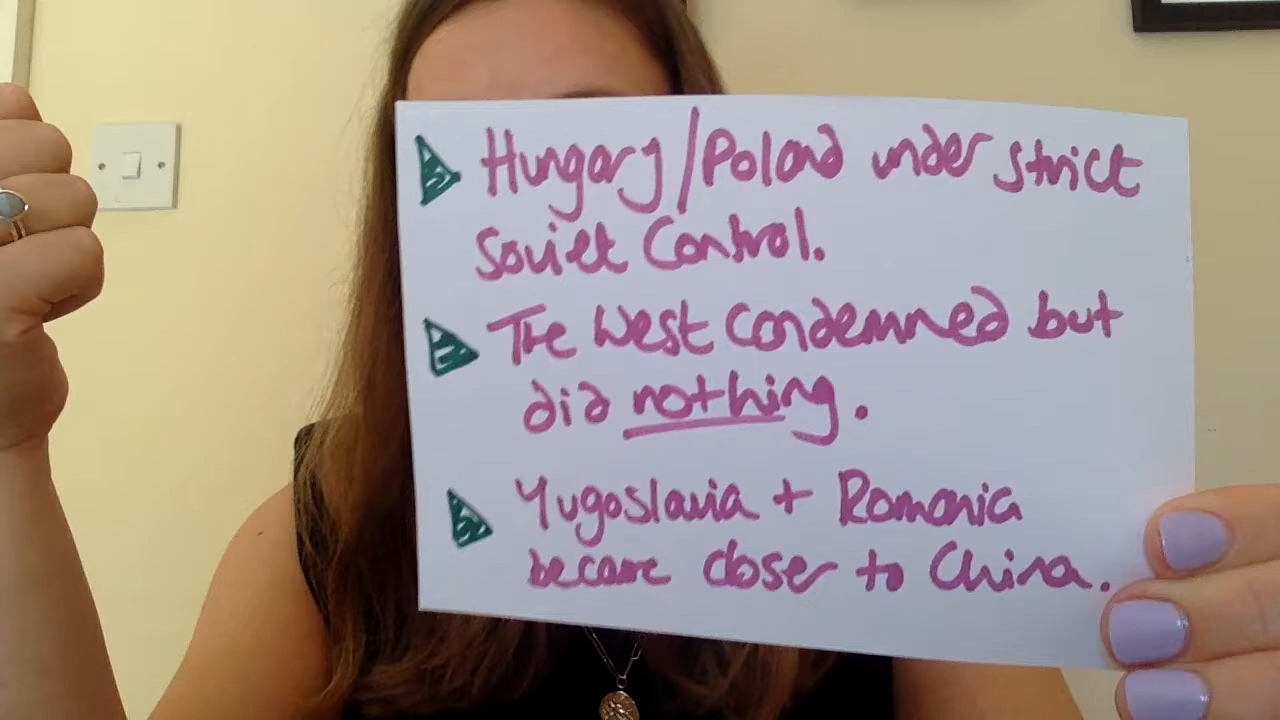 Hungary/Poland under strict
Soviet Control.
The West condemned but
did nothing.
Yugoslavia + Romania
became closer to China.